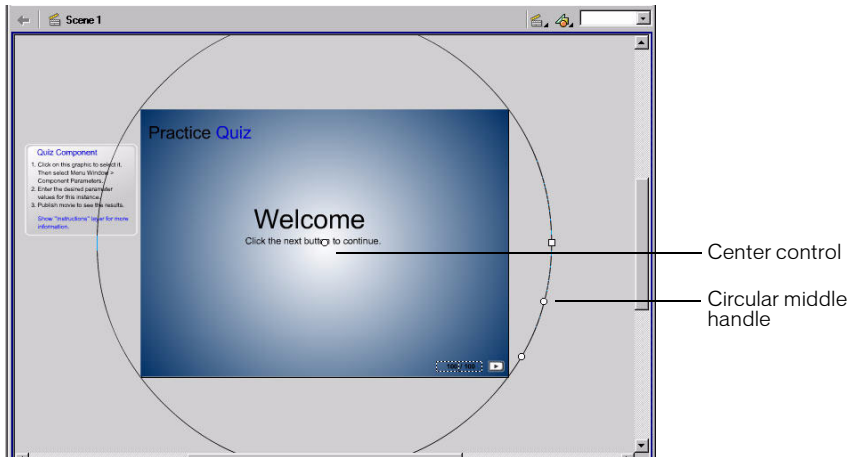 Scene 1
Practice Quiz
Quiz Component
1. Click on this graphic to select it.
Then select Menu Window >
Component Parameters.
2. Enter the desired parameter
values for this instance.
3. Publish movie to see the results.
Show "Instructions" layer for more
information.
Welcome
Click the next button to continue.
100 / 100
Center control
Circular middle
handle